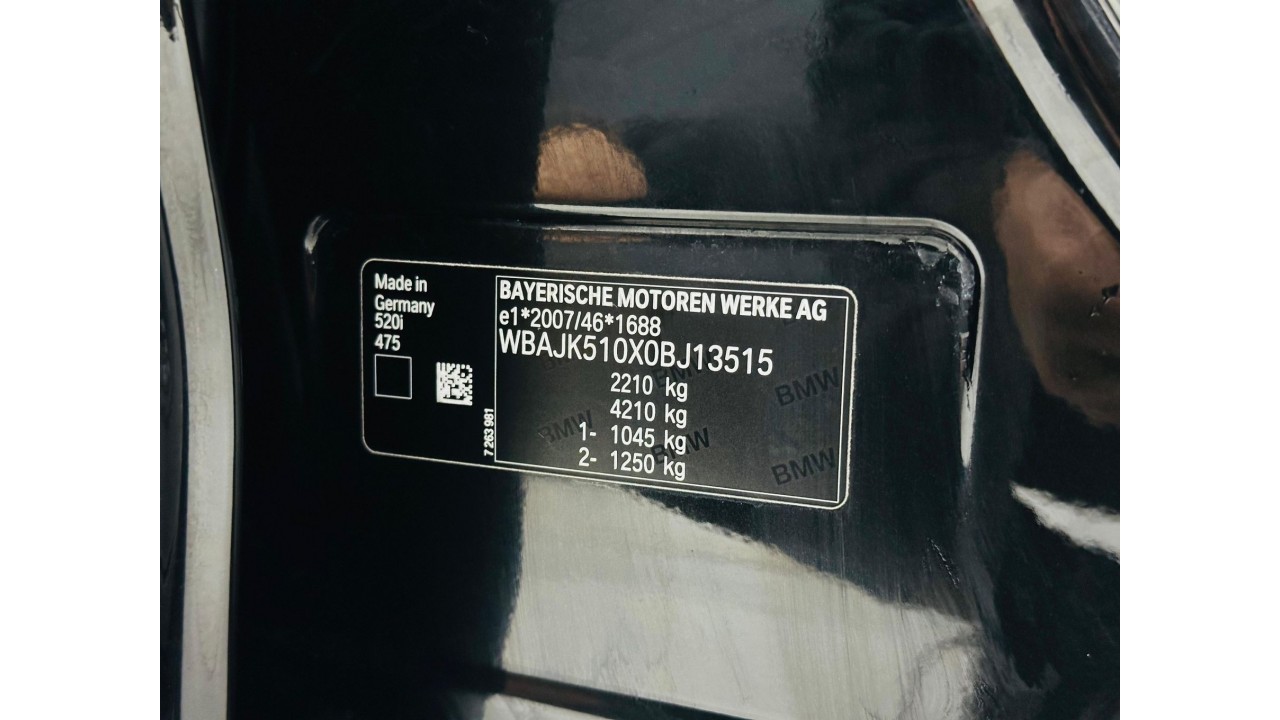 Made in
Germany
520i
475
7 263 981
BAYERISCHE MOTOREN WERKE AG
e1*2007/46*1688
WBAJK510X0BJ13515
2210 kg
4210 kg
1- 1045 kg
2- 1250 kg
BMW
BMW
BMW
BMW
BMW